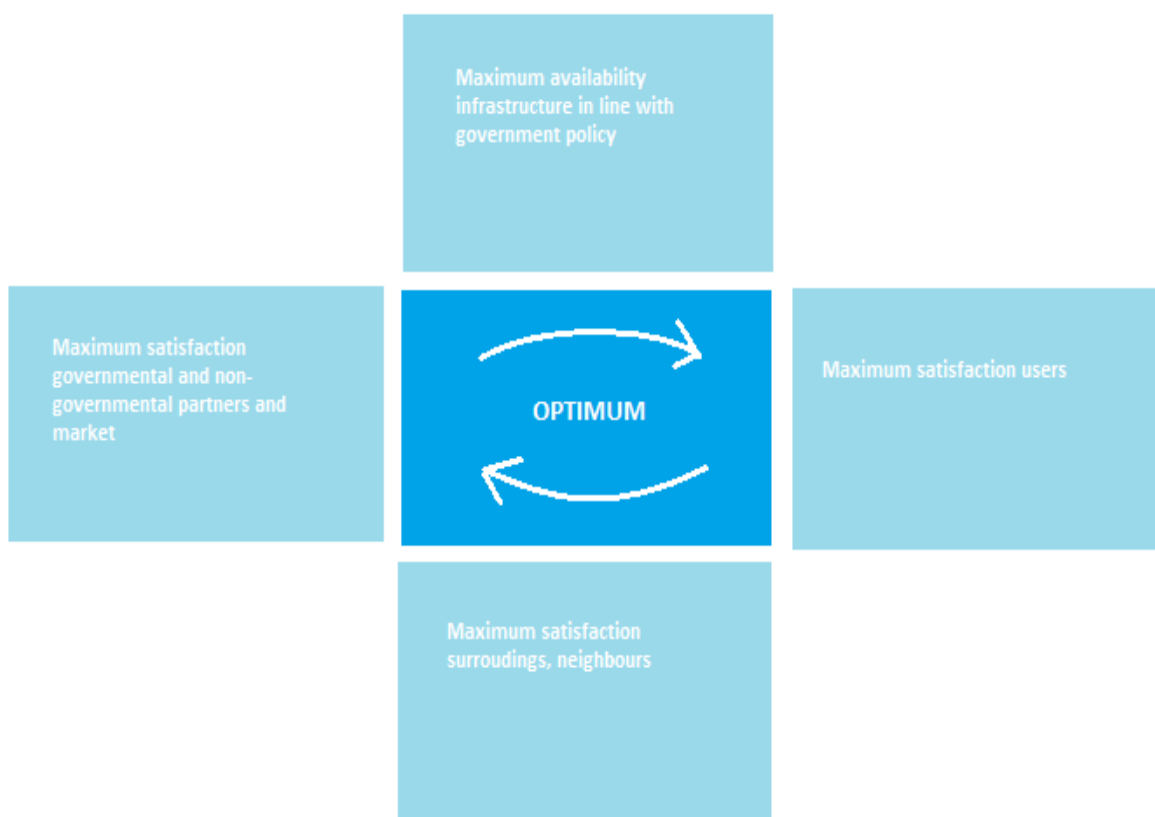 Maximum availability
infrastructure in line with
government policy
Maximum satisfaction
governmental and non-
governmental partners and
market
OPTIMUM
Maximum satisfaction users
Maximum satisfaction
surroudings, neighbours